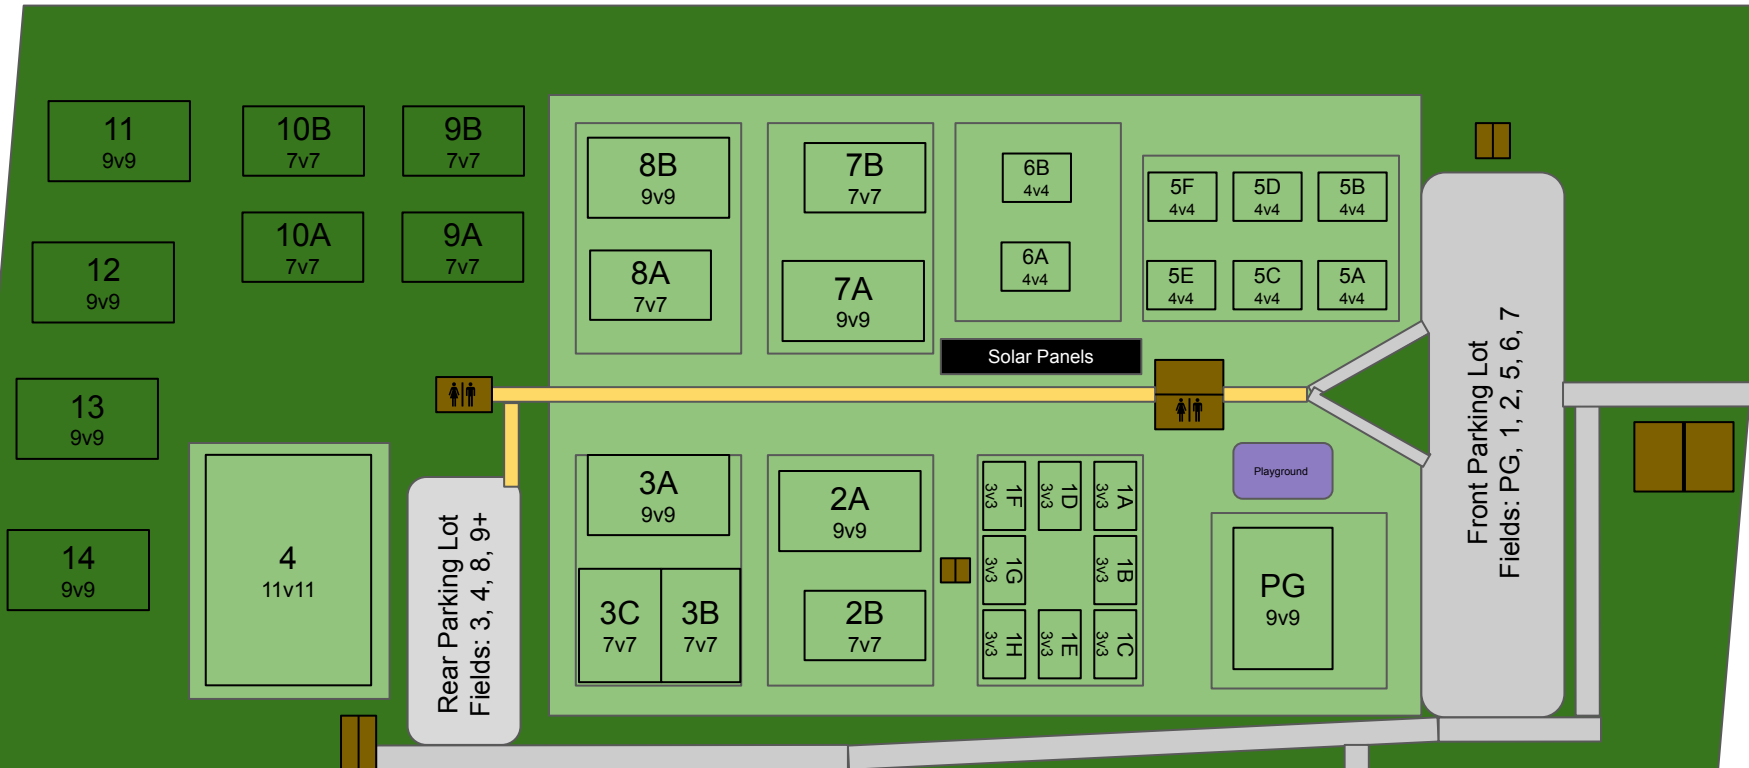 11
9v9
10B
7v7
9B
7v7
10A
7v7
9A
7v7
12
9v9
13
9v9
14
9v9
4
11v11
8B
9v9
8A
7v7
7B
7v7
7A
9v9
6B
4v4
6A
4v4
5F
4v4
5D
4v4
5B
4v4
5E
4v4
5C
4v4
5A
4v4
Solar Panels
3A
9v9
3C
7v7
3B
7v7
2A
9v9
2B
7v7
1F
3v3
1D
3v3
1A
3v3
1G
3v3
1B
3v3
1H
3v3
1E
3v3
1C
3v3
Playground
PG
9v9
Rear Parking Lot
Fields: 3, 4, 8, 9+
Front Parking Lot
Fields: PG, 1, 2, 5, 6, 7